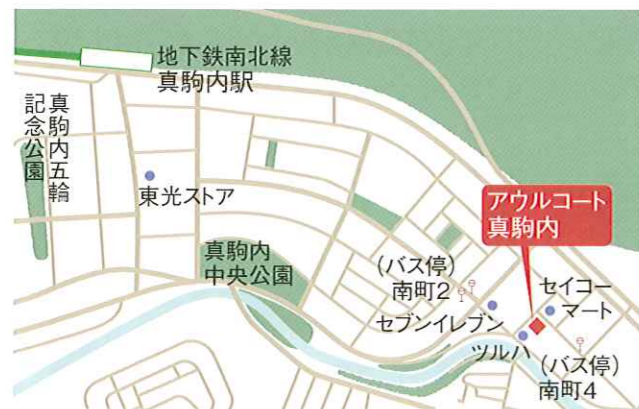 地下鉄南北線
真駒内駅
真駒内五輪
記念公園
東光ストア
アウルコート
真駒内
真駒内
中央公園
(バス停)
南町2
セイコー
マート
セブンイレブン
ツルハ
(バス停)
南町4